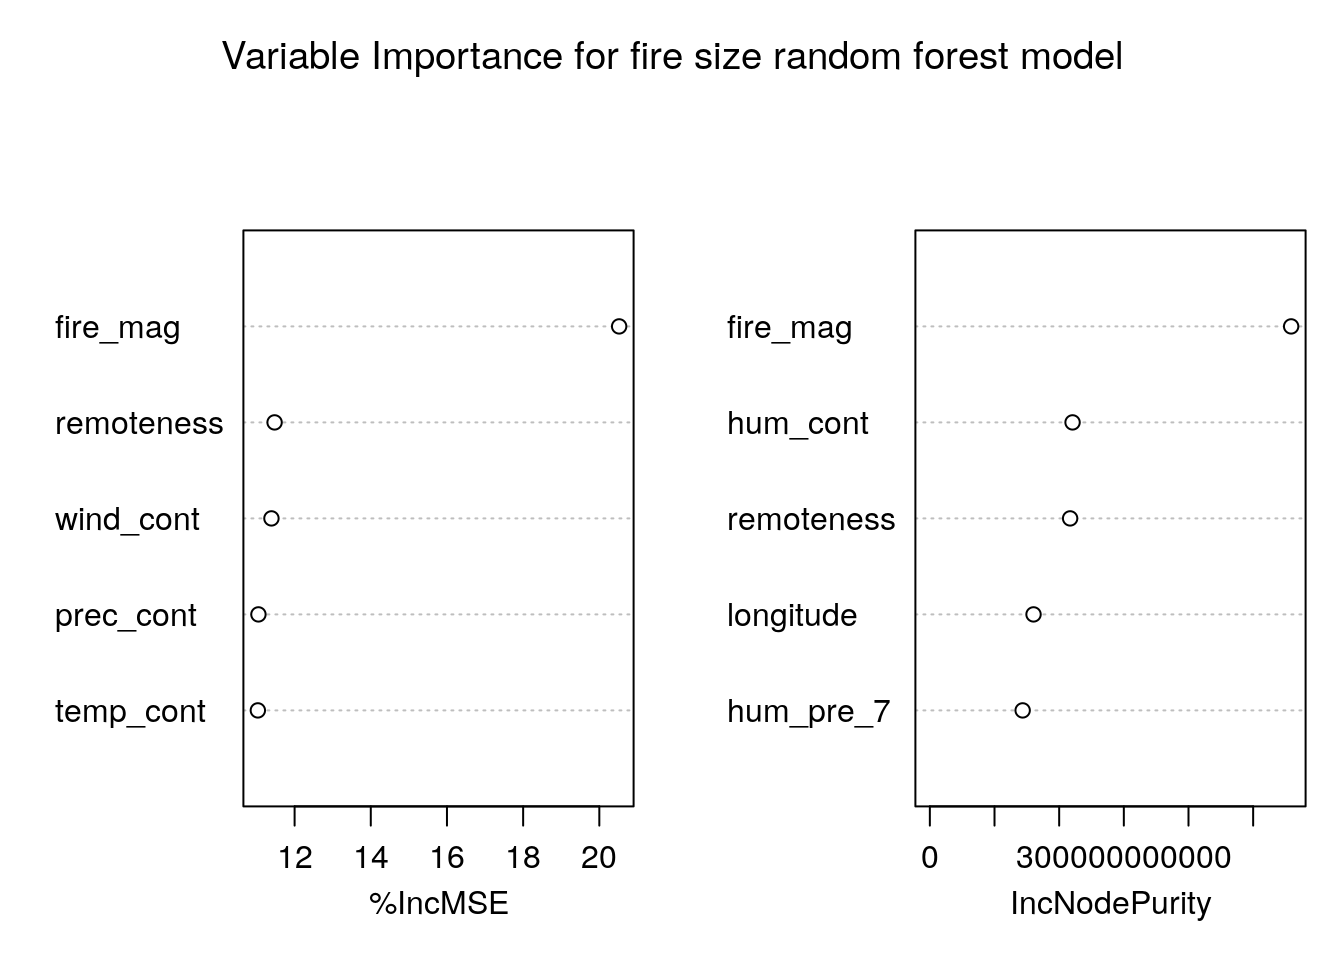 Variable Importance for fire size random forest model
fire_mag
remoteness
wind_cont
prec_cont
temp_cont
12 14 16 18 20
%IncMSE
fire_mag
hum_cont
remoteness
longitude
hum_pre_7
0 300000000000
IncNodePurity